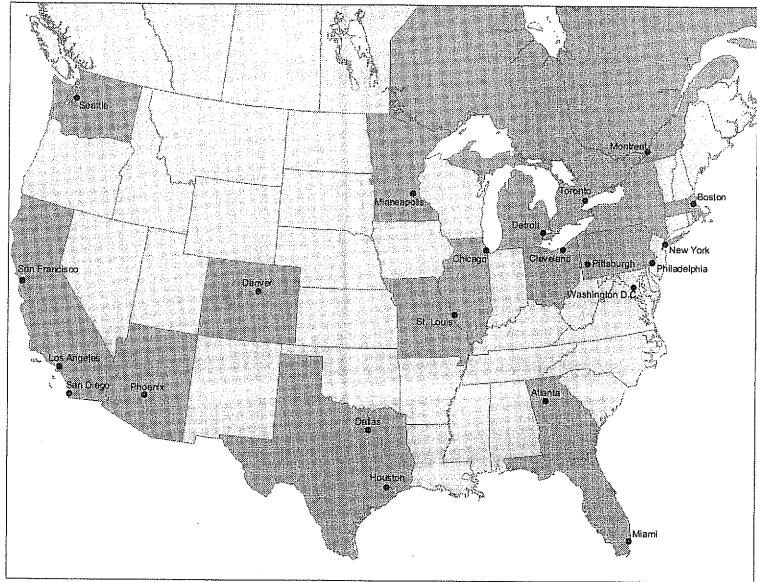 Seattle
Montreal
Minneapolis
Toronto
Boston
Detroit
New York
Chicago
Cleveland
Pittsburgh
Philadelphia
San Francisco
Denver
Washington D.C.
St. Louis
Los Angeles
San Diego
Phoenix
Atlanta
Dallas
Houston
Miami